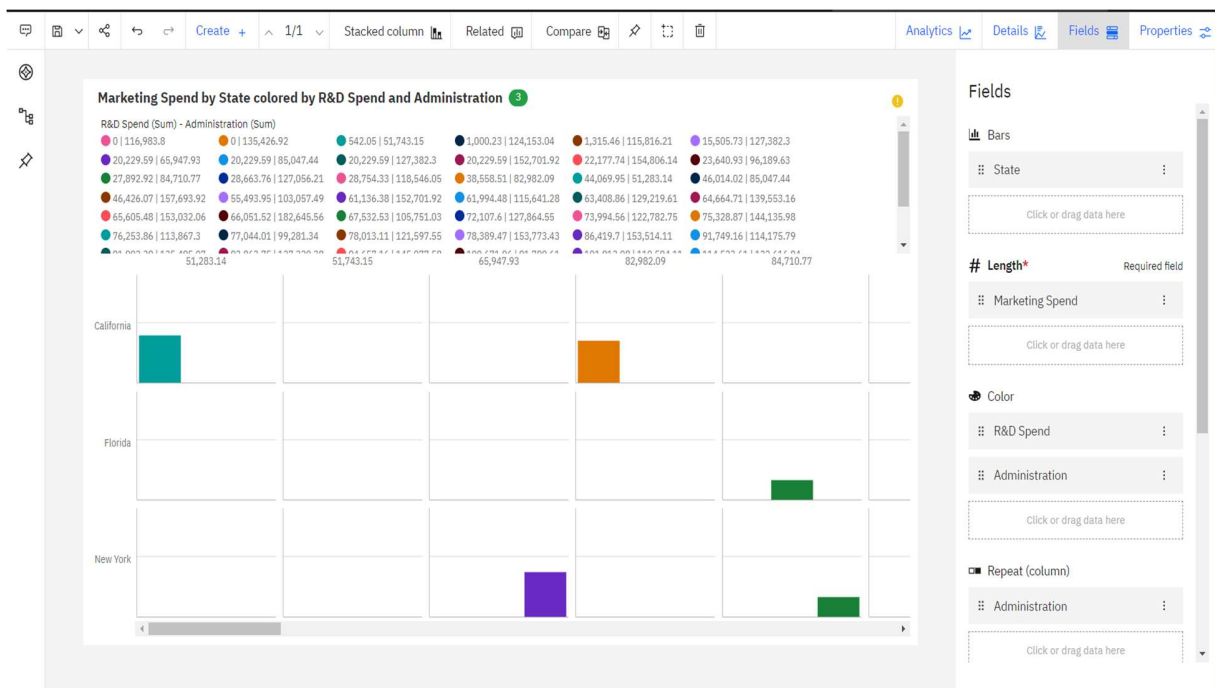 Create + 1/1 Stacked column Related Compare Analytics Details Fields Properties
Marketing Spend by State colored by R&D Spend and Administration 3
R&D Spend (Sum) - Administration (Sum)
0 | 116,983.8 0 | 135,426.92 542.05 | 51,743.15 1,000.23 | 124,153.04 1,315.46 | 115,816.21 15,505.73 | 127,382.3
20,229.59 | 65,947.93 20,229.59 | 85,047.44 20,229.59 | 127,382.3 20,229.59 | 152,701.92 22,177.74 | 154,806.14 23,640.93 | 96,189.63
27,892.92 | 84,710.77 28,663.76 | 127,056.21 28,754.33 | 118,546.05 38,558.51 | 82,982.09 44,069.95 | 51,283.14 46,014.02 | 85,047.44
46,426.07 | 157,693.92 55,493.95 | 103,057.49 61,136.38 | 152,701.92 61,994.48 | 115,641.28 63,408.86 | 129,219.61 64,664.71 | 139,553.16
65,605.48 | 153,032.06 66,051.52 | 182,645.56 67,532.53 | 105,751.03 72,107.6 | 127,864.55 73,994.56 | 122,782.75 75,328.87 | 144,135.98
76,253.86 | 113,867.3 77,044.01 | 99,281.34 78,013.11 | 121,597.55 78,389.47 | 153,773.43 86,419.7 | 153,514.11 91,749.16 | 114,175.79
51,283.14 51,743.15 65,947.93 82,982.09 84,710.77
California
Florida
New York
Fields
Bars
State
Click or drag data here
# Length* Required field
Marketing Spend
Click or drag data here
Color
R&D Spend
Administration
Click or drag data here
Repeat (column)
Administration
Click or drag data here